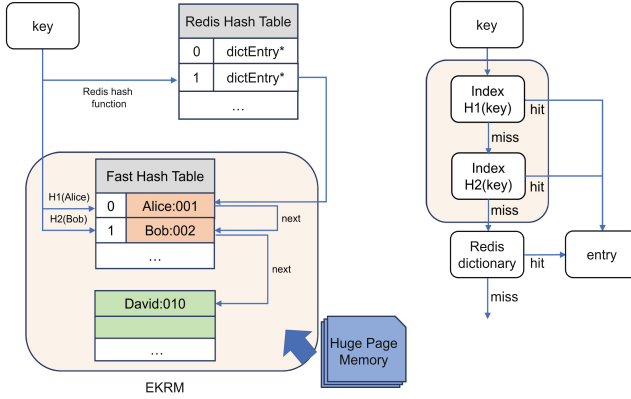 key
Redis Hash Table
0 dictEntry*
1 dictEntry*
...
Redis hash
function
Fast Hash Table
H1(Alice)
0 Alice:001
H2(Bob)
1 Bob:002
...
next
next
David:010
...
Huge Page
Memory
EKRM
key
Index
H1(key)
hit
miss
Index
H2(key)
hit
miss
Redis
dictionary
hit
entry
miss